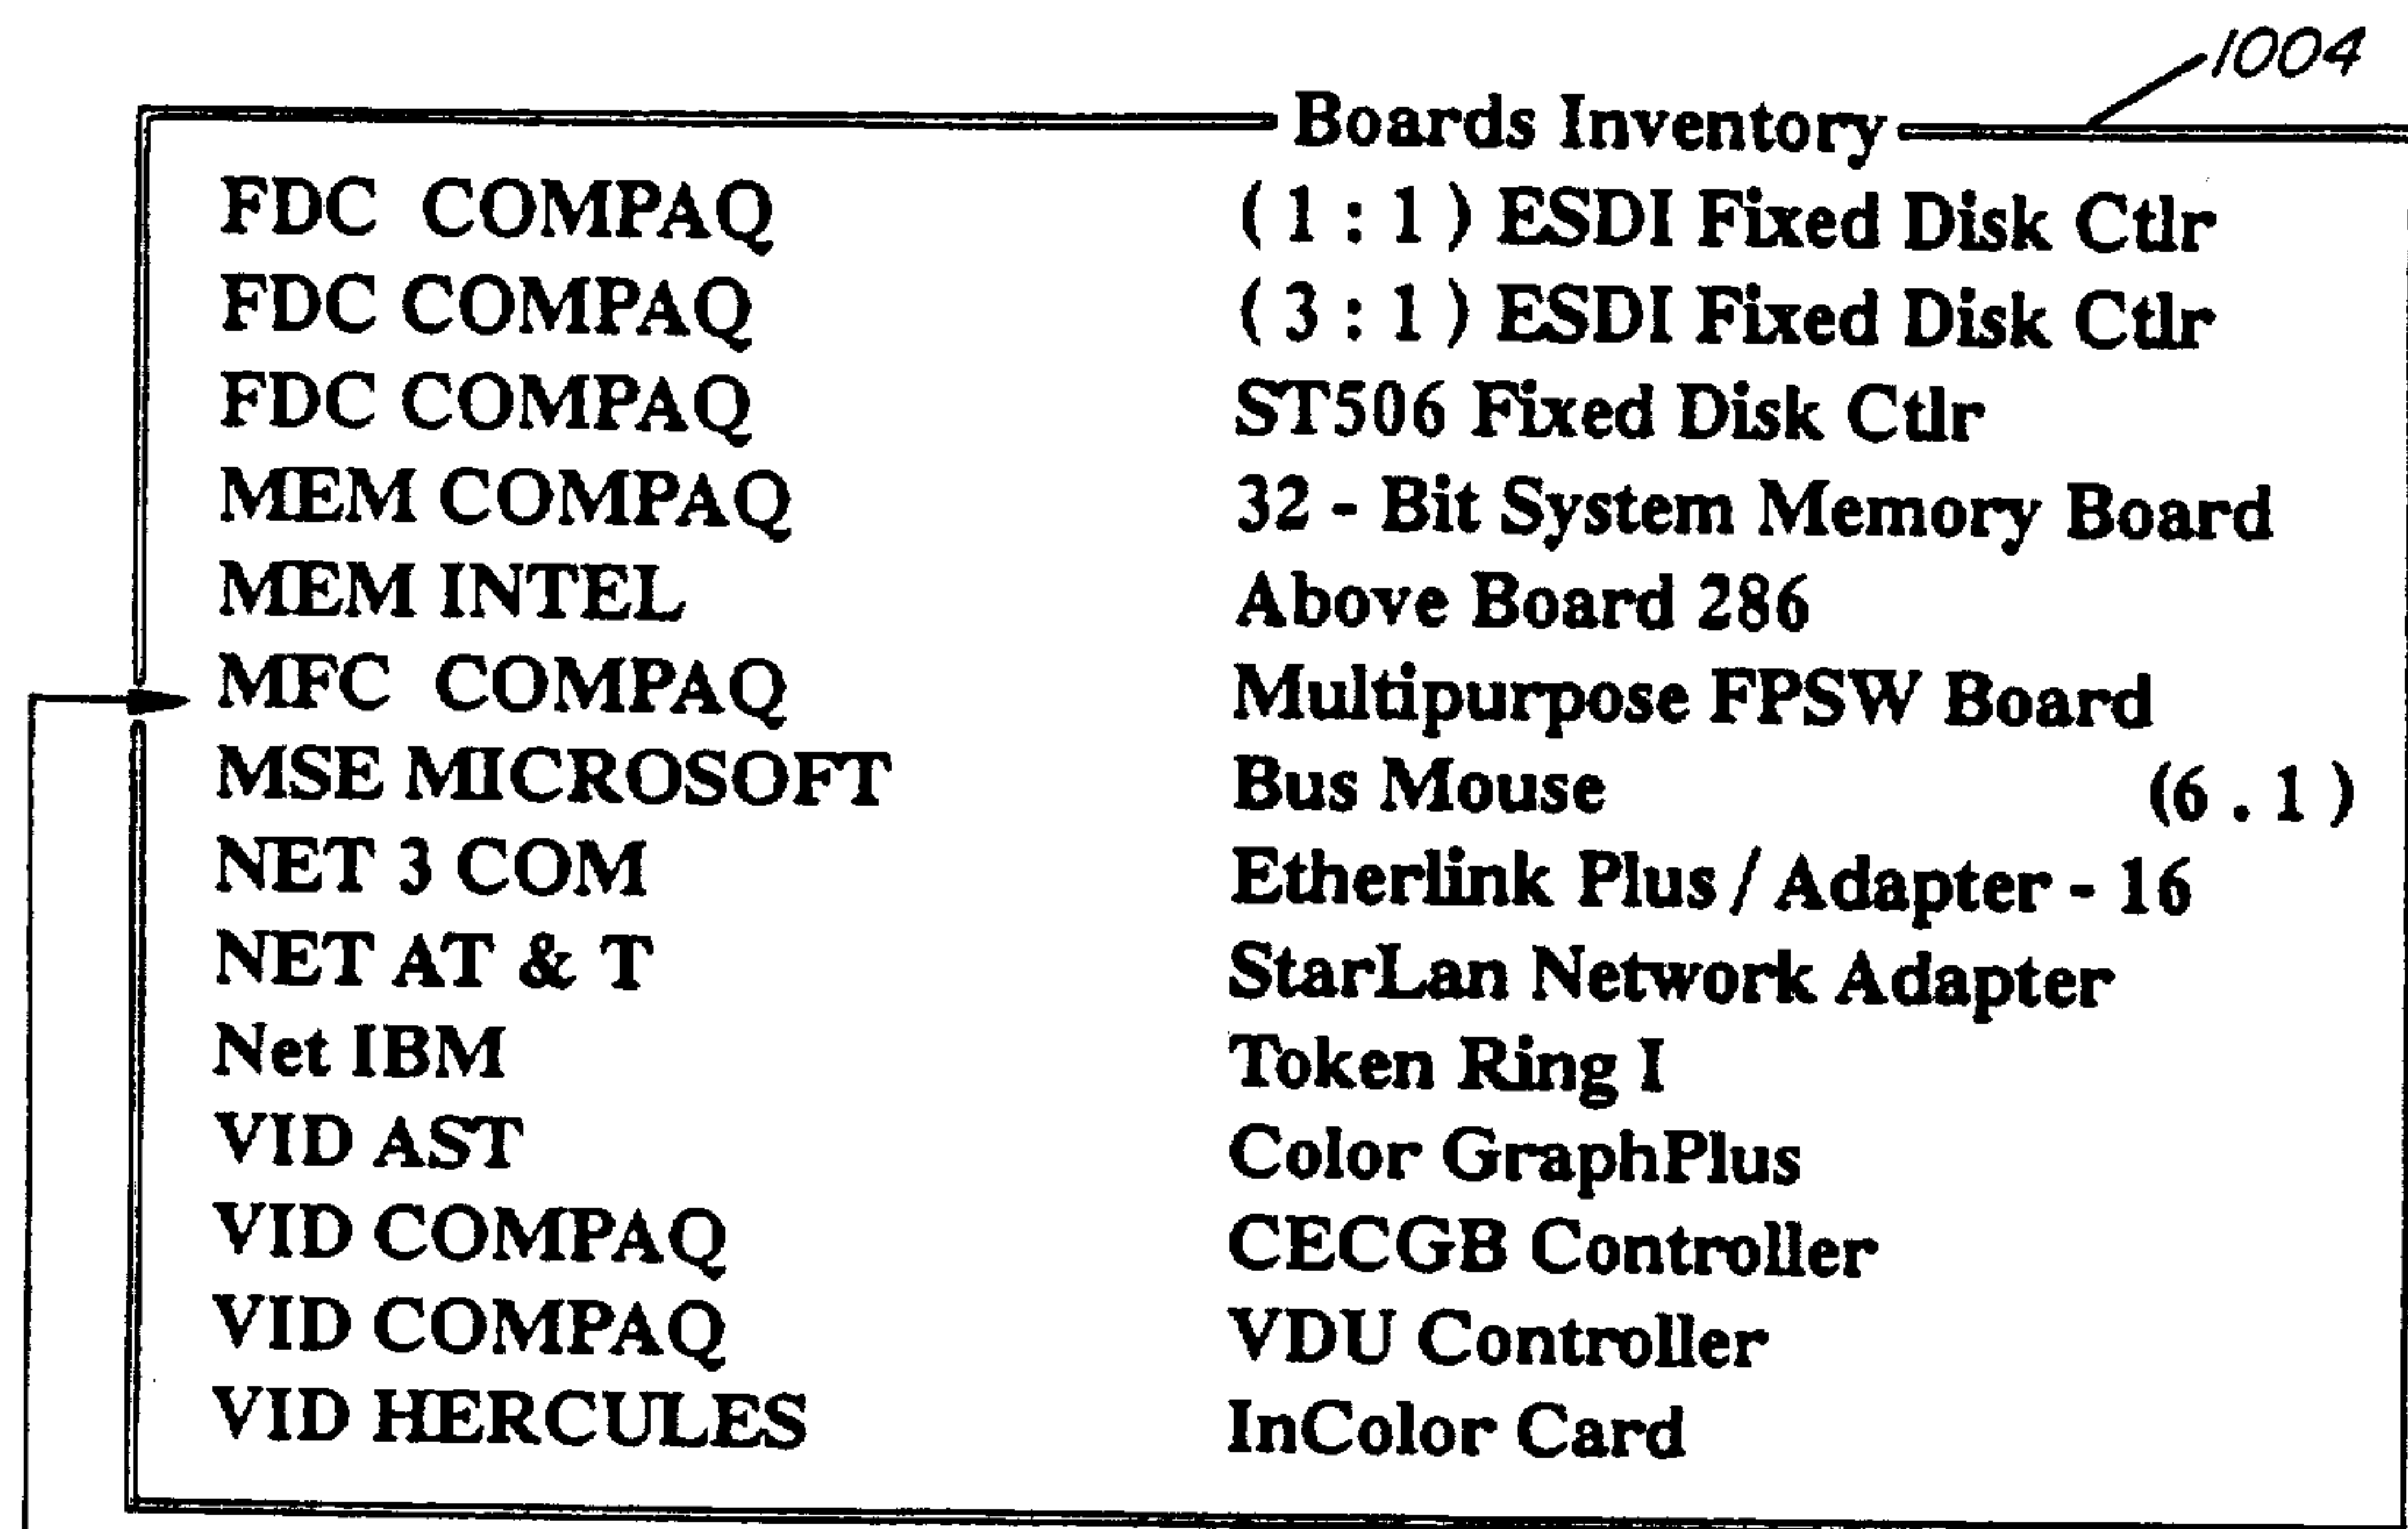 1004
Boards Inventory
FDC COMPAQ ( 1 : 1 ) ESDI Fixed Disk Ctlr
FDC COMPAQ ( 3 : 1 ) ESDI Fixed Disk Ctlr
FDC COMPAQ ST506 Fixed Disk Ctlr
MEM COMPAQ 32 - Bit System Memory Board
MEM INTEL Above Board 286
MFC COMPAQ Multipurpose FPSW Board
MSE MICROSOFT Bus Mouse (6 . 1 )
NET 3 COM Etherlink Plus / Adapter - 16
NET AT & T StarLan Network Adapter
Net IBM Token Ring I
VID AST Color GraphPlus
VID COMPAQ CECGB Controller
VID COMPAQ VDU Controller
VID HERCULES InColor Card